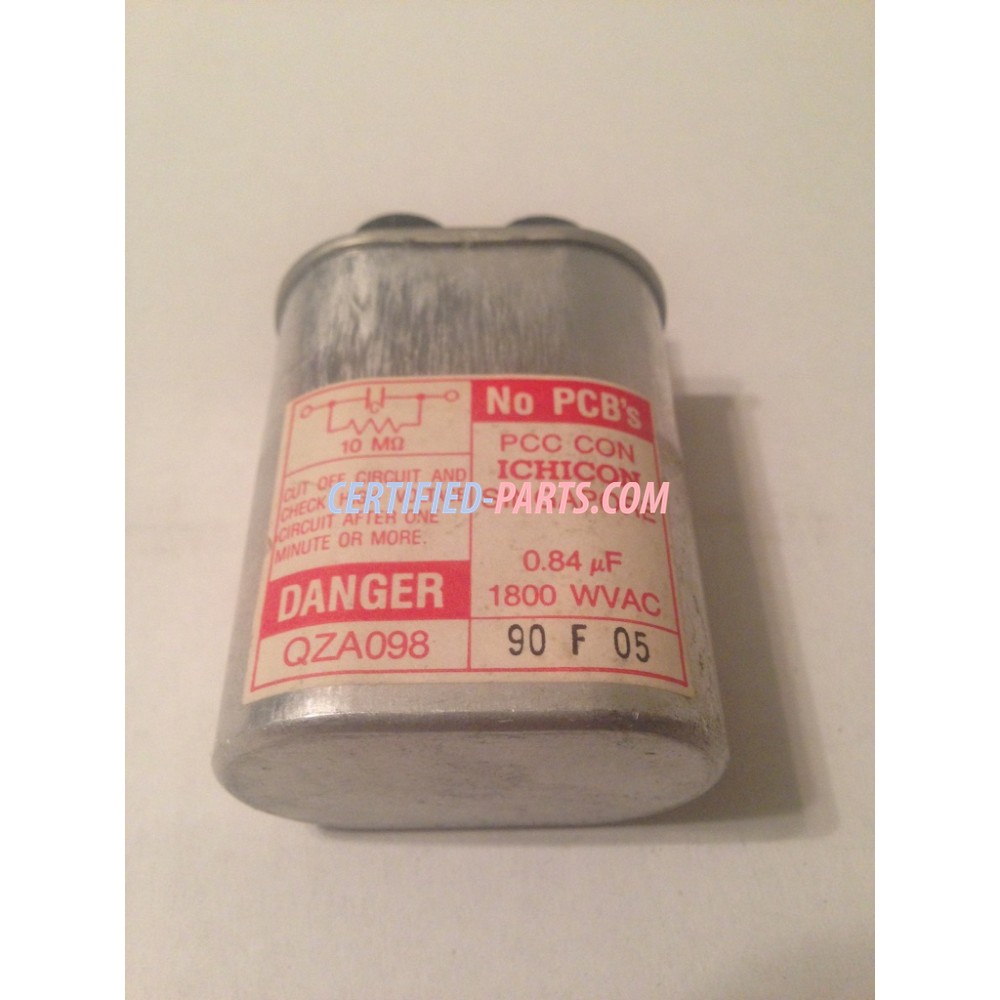 10 MΩ
CUT OFF CIRCUIT AND
CHECK
CIRCUIT AFTER ONE
MINUTE OR MORE.
DANGER
QZA098
No PCB's
PCC CON
ICHICON
0.84 µF
1800 WVAC
90 F 05
CERTIFIED-PARTS.COM